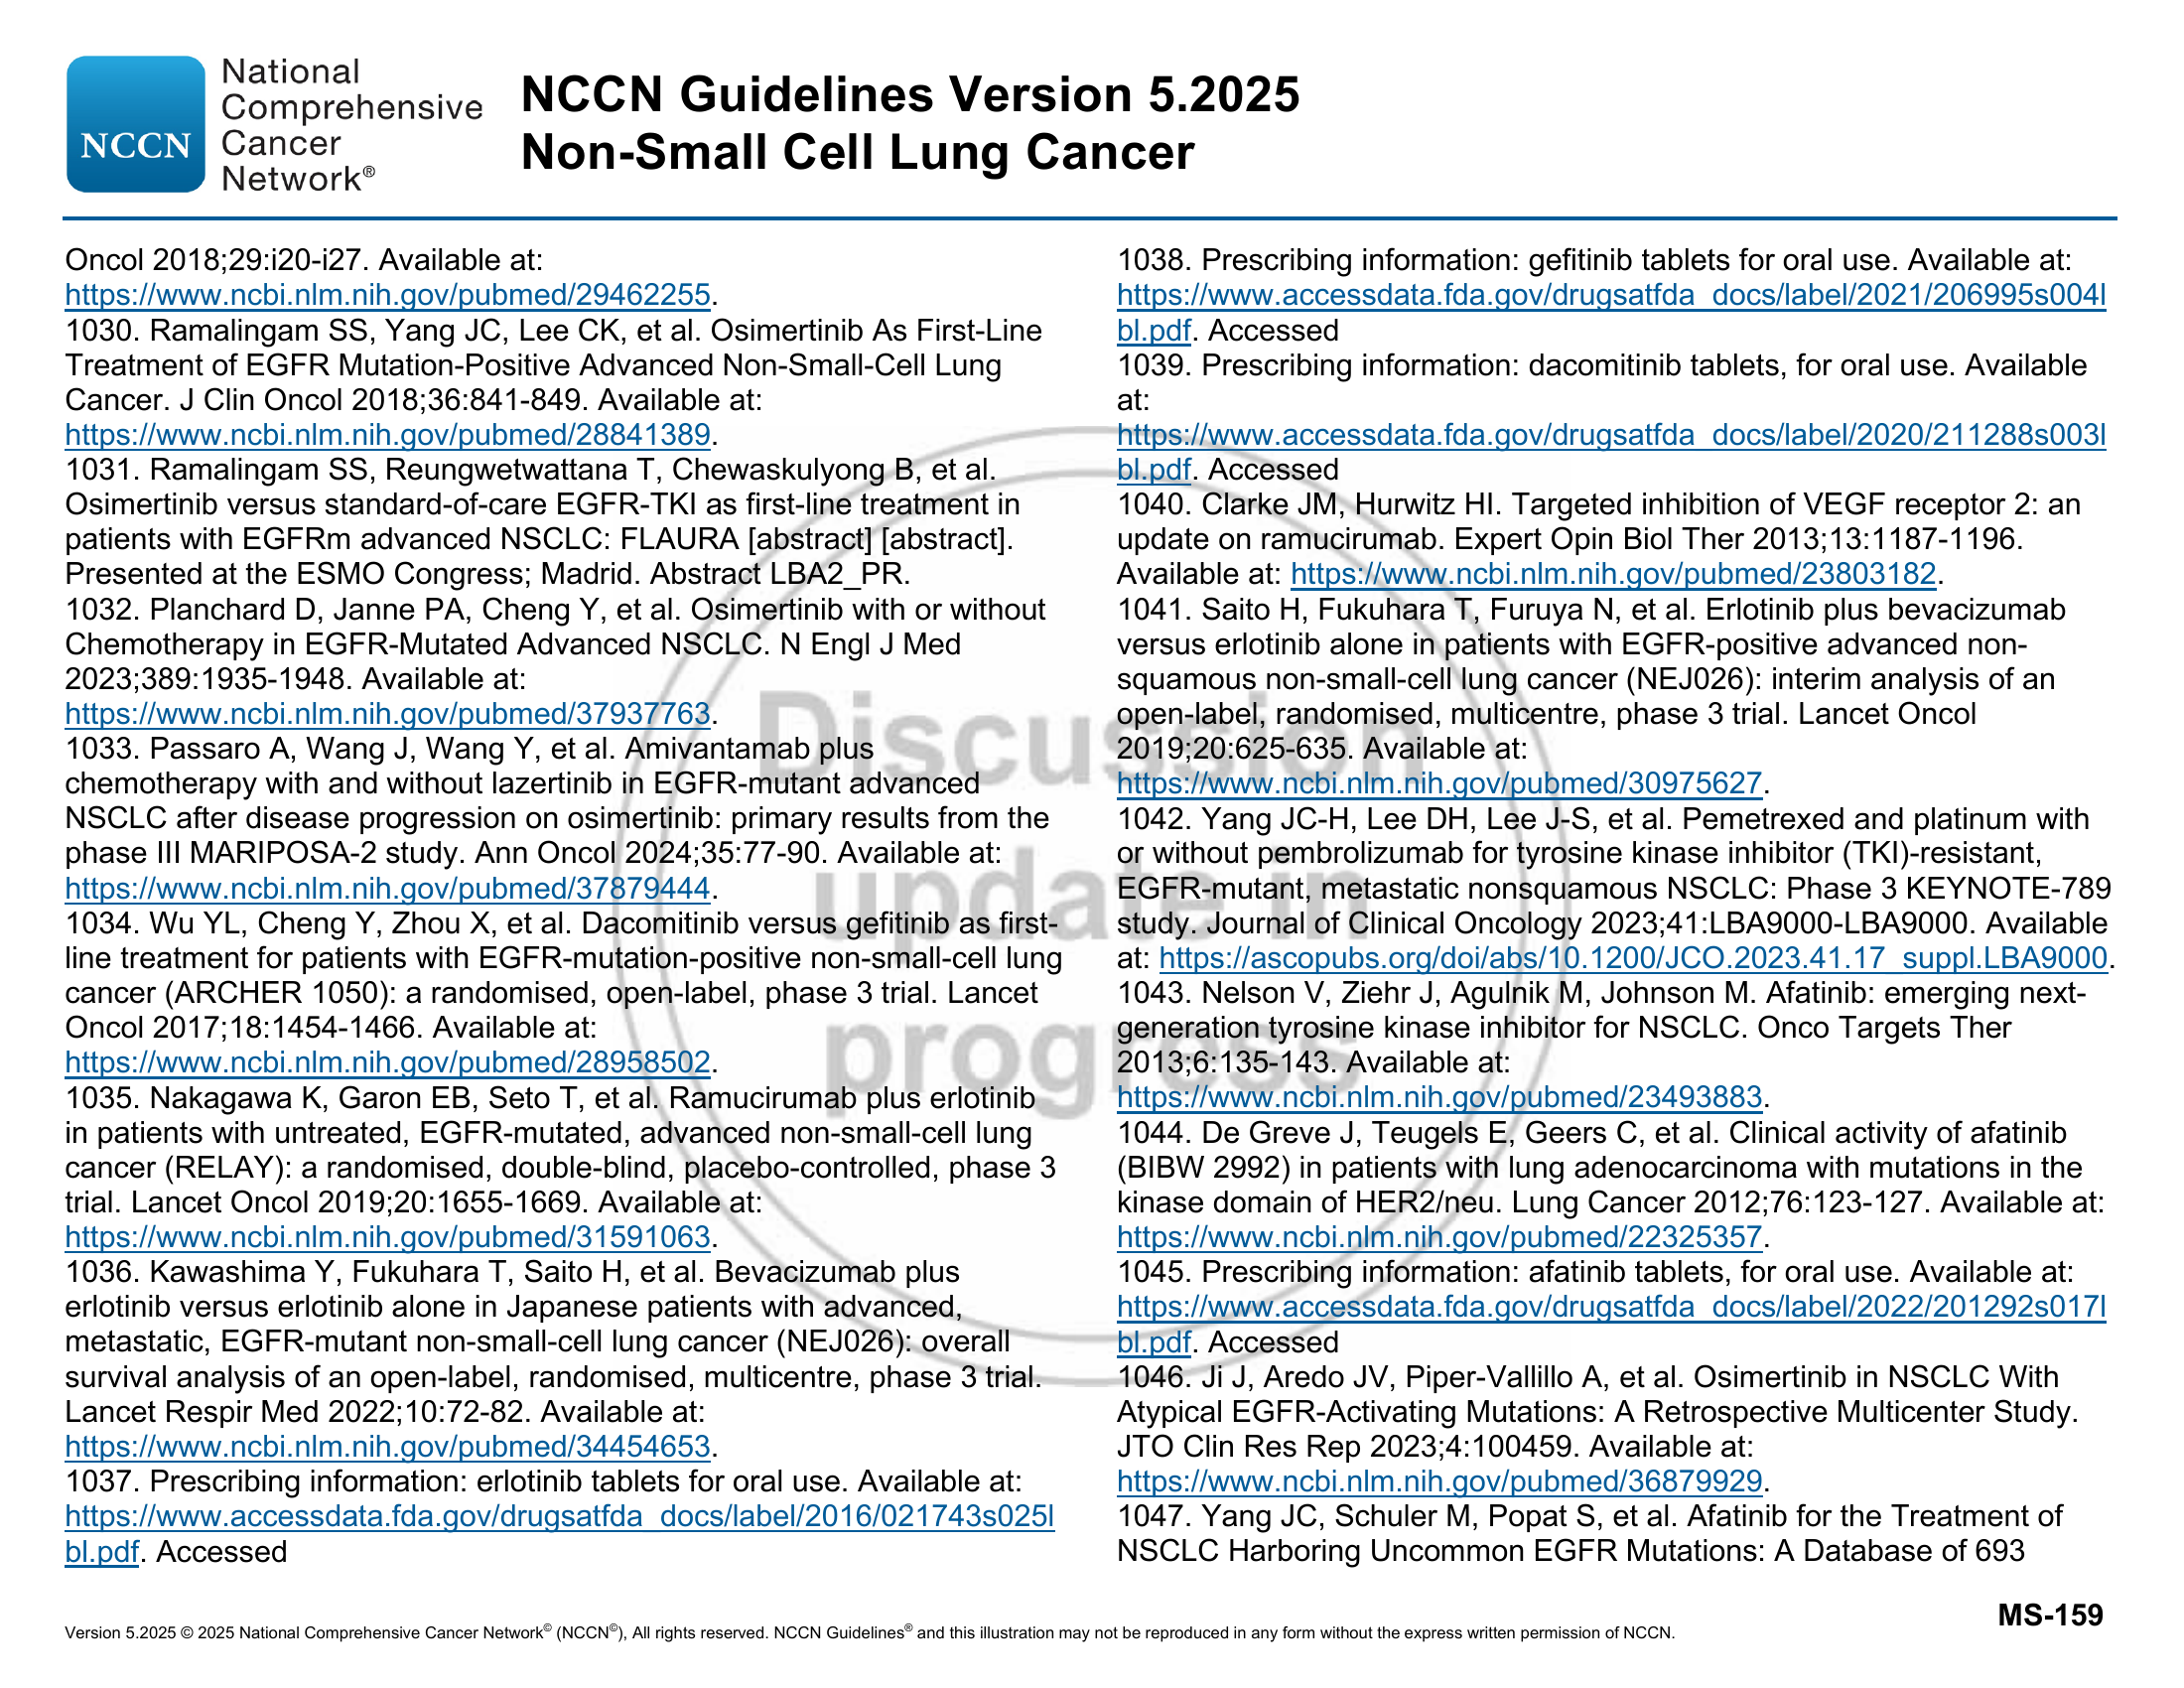 National
Comprehensive
NCCN Cancer
Network®
NCCN Guidelines Version 5.2025
Non-Small Cell Lung Cancer
Oncol 2018;29:i20-i27. Available at:
https://www.ncbi.nlm.nih.gov/pubmed/29462255.
1030. Ramalingam SS, Yang JC, Lee CK, et al. Osimertinib As First-Line
Treatment of EGFR Mutation-Positive Advanced Non-Small-Cell Lung
Cancer. J Clin Oncol 2018;36:841-849. Available at:
https://www.ncbi.nlm.nih.gov/pubmed/28841389.
1031. Ramalingam SS, Reungwetwattana T, Chewaskulyong B, et al.
Osimertinib versus standard-of-care EGFR-TKI as first-line treatment in
patients with EGFRm advanced NSCLC: FLAURA [abstract] [abstract].
Presented at the ESMO Congress; Madrid. Abstract LBA2_PR.
1032. Planchard D, Janne PA, Cheng Y, et al. Osimertinib with or without
Chemotherapy in EGFR-Mutated Advanced NSCLC. N Engl J Med
2023;389:1935-1948. Available at:
https://www.ncbi.nlm.nih.gov/pubmed/37937763.
1033. Passaro A, Wang J, Wang Y, et al. Amivantamab plus
chemotherapy with and without lazertinib in EGFR-mutant advanced
NSCLC after disease progression on osimertinib: primary results from the
phase III MARIPOSA-2 study. Ann Oncol 2024;35:77-90. Available at:
https://www.ncbi.nlm.nih.gov/pubmed/37879444.
1034. Wu YL, Cheng Y, Zhou X, et al. Dacomitinib versus gefitinib as first-
line treatment for patients with EGFR-mutation-positive non-small-cell lung
cancer (ARCHER 1050): a randomised, open-label, phase 3 trial. Lancet
Oncol 2017;18:1454-1466. Available at:
https://www.ncbi.nlm.nih.gov/pubmed/28958502.
1035. Nakagawa K, Garon EB, Seto T, et al. Ramucirumab plus erlotinib
in patients with untreated, EGFR-mutated, advanced non-small-cell lung
cancer (RELAY): a randomised, double-blind, placebo-controlled, phase 3
trial. Lancet Oncol 2019;20:1655-1669. Available at:
https://www.ncbi.nlm.nih.gov/pubmed/31591063.
1036. Kawashima Y, Fukuhara T, Saito H, et al. Bevacizumab plus
erlotinib versus erlotinib alone in Japanese patients with advanced,
metastatic, EGFR-mutant non-small-cell lung cancer (NEJ026): overall
survival analysis of an open-label, randomised, multicentre, phase 3 trial.
Lancet Respir Med 2022;10:72-82. Available at:
https://www.ncbi.nlm.nih.gov/pubmed/34454653.
1037. Prescribing information: erlotinib tablets for oral use. Available at:
https://www.accessdata.fda.gov/drugsatfda_docs/label/2016/021743s025l
bl.pdf. Accessed
1038. Prescribing information: gefitinib tablets for oral use. Available at:
https://www.accessdata.fda.gov/drugsatfda_docs/label/2021/206995s004l
bl.pdf. Accessed
1039. Prescribing information: dacomitinib tablets, for oral use. Available
at:
https://www.accessdata.fda.gov/drugsatfda_docs/label/2020/211288s003l
bl.pdf. Accessed
1040. Clarke JM, Hurwitz HI. Targeted inhibition of VEGF receptor 2: an
update on ramucirumab. Expert Opin Biol Ther 2013;13:1187-1196.
Available at: https://www.ncbi.nlm.nih.gov/pubmed/23803182.
1041. Saito H, Fukuhara T, Furuya N, et al. Erlotinib plus bevacizumab
versus erlotinib alone in patients with EGFR-positive advanced non-
squamous non-small-cell lung cancer (NEJ026): interim analysis of an
open-label, randomised, multicentre, phase 3 trial. Lancet Oncol
2019;20:625-635. Available at:
https://www.ncbi.nlm.nih.gov/pubmed/30975627.
1042. Yang JC-H, Lee DH, Lee J-S, et al. Pemetrexed and platinum with
or without pembrolizumab for tyrosine kinase inhibitor (TKI)-resistant,
EGFR-mutant, metastatic nonsquamous NSCLC: Phase 3 KEYNOTE-789
study. Journal of Clinical Oncology 2023;41:LBA9000-LBA9000. Available
at: https://ascopubs.org/doi/abs/10.1200/JCO.2023.41.17_suppl.LBA9000.
1043. Nelson V, Ziehr J, Agulnik M, Johnson M. Afatinib: emerging next-
generation tyrosine kinase inhibitor for NSCLC. Onco Targets Ther
2013;6:135-143. Available at:
https://www.ncbi.nlm.nih.gov/pubmed/23493883.
1044. De Greve J, Teugels E, Geers C, et al. Clinical activity of afatinib
(BIBW 2992) in patients with lung adenocarcinoma with mutations in the
kinase domain of HER2/neu. Lung Cancer 2012;76:123-127. Available at:
https://www.ncbi.nlm.nih.gov/pubmed/22325357.
1045. Prescribing information: afatinib tablets, for oral use. Available at:
https://www.accessdata.fda.gov/drugsatfda_docs/label/2022/201292s017l
bl.pdf. Accessed
1046. Ji J, Aredo JV, Piper-Vallillo A, et al. Osimertinib in NSCLC With
Atypical EGFR-Activating Mutations: A Retrospective Multicenter Study.
JTO Clin Res Rep 2023;4:100459. Available at:
https://www.ncbi.nlm.nih.gov/pubmed/36879929.
1047. Yang JC, Schuler M, Popat S, et al. Afatinib for the Treatment of
NSCLC Harboring Uncommon EGFR Mutations: A Database of 693
Discussion
update in
progress
MS-159
Version 5.2025 © 2025 National Comprehensive Cancer Network© (NCCN©), All rights reserved. NCCN Guidelines® and this illustration may not be reproduced in any form without the express written permission of NCCN.